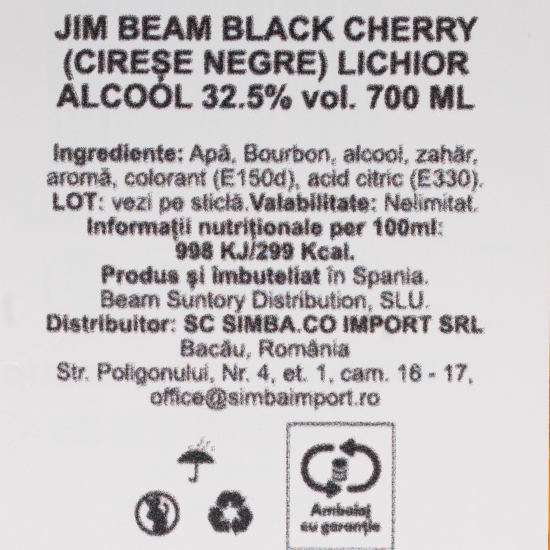 JIM BEAM BLACK CHERRY
(CIREȘE NEGRE) LICHIOR
ALCOOL 32.5% vol. 700 ML
Ingrediente: Apă, Bourbon, alcool, zahăr,
aromă, colorant (E150d), acid citric (E330).
LOT: vezi pe sticlă.Valabilitate: Nelimitat.
Informații nutriționale per 100ml:
998 KJ/299 Kcal.
Produs și îmbuteliat în Spania.
Beam Suntory Distribution, SLU.
Distribuitor: SC SIMBA.CO IMPORT SRL
Bacău, România
Str. Poligonului, Nr. 4, et. 1, cam. 16 - 17,
office@simbaimport.ro
Ambalaj
cu garanție